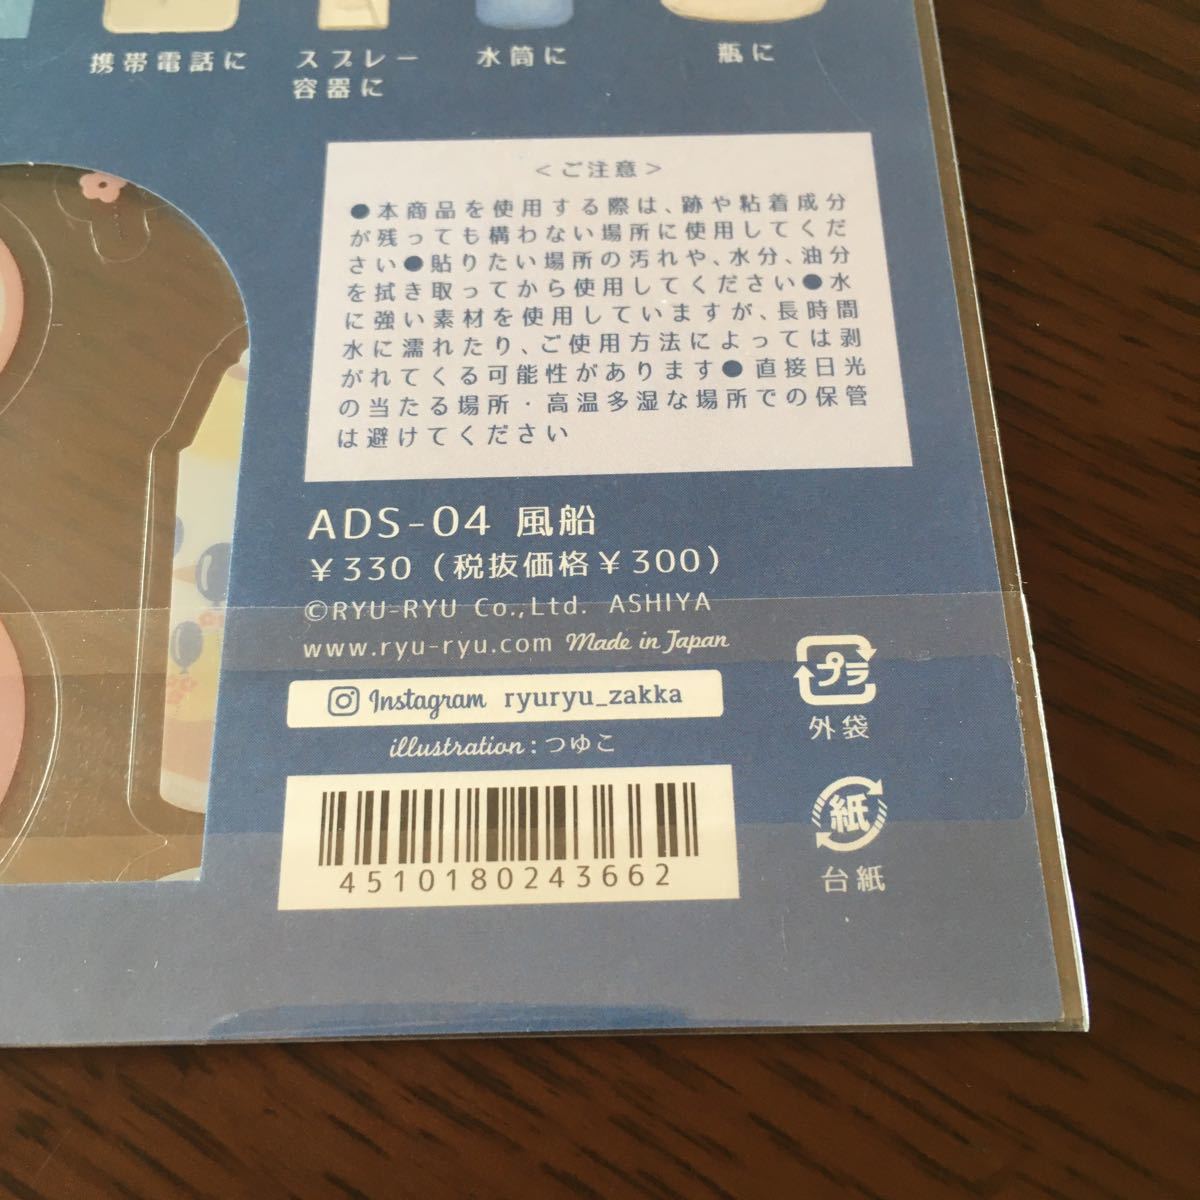 携帯電話に
スプレー
容器に
水筒に
瓶に
＜ご注意＞
●本商品を使用する際は、跡や粘着成分
が残っても構わない場所に使用してくだ
さい●貼りたい場所の汚れや、水分、油分
を拭き取ってから使用してください●水
に強い素材を使用していますが、長時間
水に濡れたり、ご使用方法によっては剥
がれてくる可能性があります●直接日光
の当たる場所・高温多湿な場所での保管
は避けてください
ADS-04 風船
￥330（税抜価格￥300）
©RYU-RYU Co.,Ltd. ASHIYA
www.ryu-ryu.com Made in Japan
Instagram ryuryu_zakka
illustration:つゆこ
4510180243662
プラ
外袋
紙
台紙